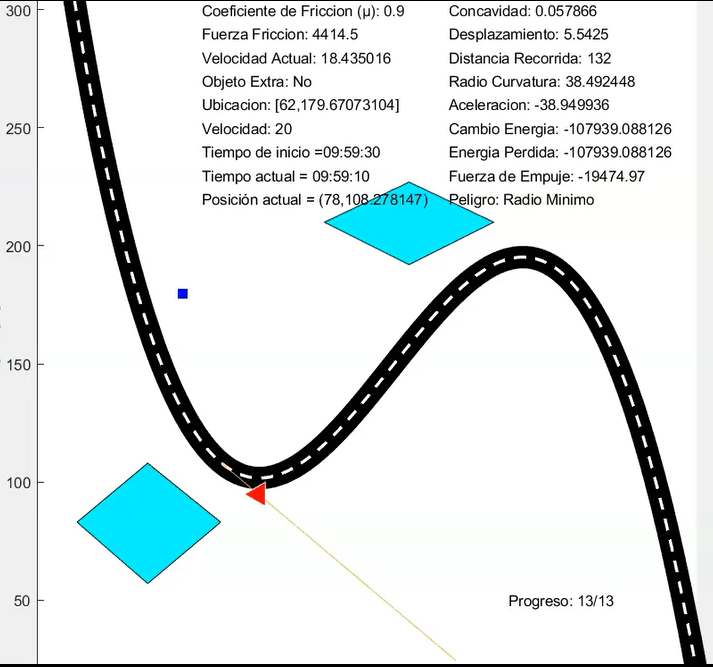 300
250
200
150
100
50
Coeficiente de Friccion (µ): 0.9
Fuerza Friccion: 4414.5
Velocidad Actual: 18.435016
Objeto Extra: No
Ubicacion: [62,179.67073104]
Velocidad: 20
Tiempo de inicio =09:59:30
Tiempo actual = 09:59:10
Posición actual = (78,108.278147)
Concavidad: 0.057866
Desplazamiento: 5.5425
Distancia Recorrida: 132
Radio Curvatura: 38.492448
Aceleracion: -38.949936
Cambio Energia: -107939.088126
Energia Perdida: -107939.088126
Fuerza de Empuje: -19474.97
Peligro: Radio Minimo
Progreso: 13/13